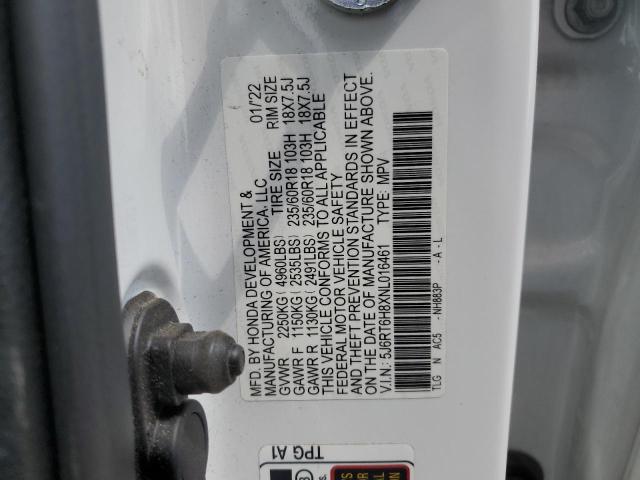 MFD. BY HONDA DEVELOPMENT & 01/'22
MANUFACTURING OF AMERICA, LLC
TIRE SIZE RIM SIZE
GVWR 2250KG ( 4960LBS)
GAWR F 1150KG ( 2535LBS) 235/60R18 103H 18X7.5J
GAWR R 1130KG ( 2491LBS) 235/60R18 103H 18X7.5J
THIS VEHICLE CONFORMS TO ALL APPLICABLE
FEDERAL MOTOR VEHICLE SAFETY
AND THEFT PREVENTION STANDARDS IN EFFECT
ON THE DATE OF MANUFACTURE SHOWN ABOVE.
V.I.N.: 5J6RT6H8XNL016461 TYPE: MPV
TLG N AC5 -NH883P -A-L
TPG A1